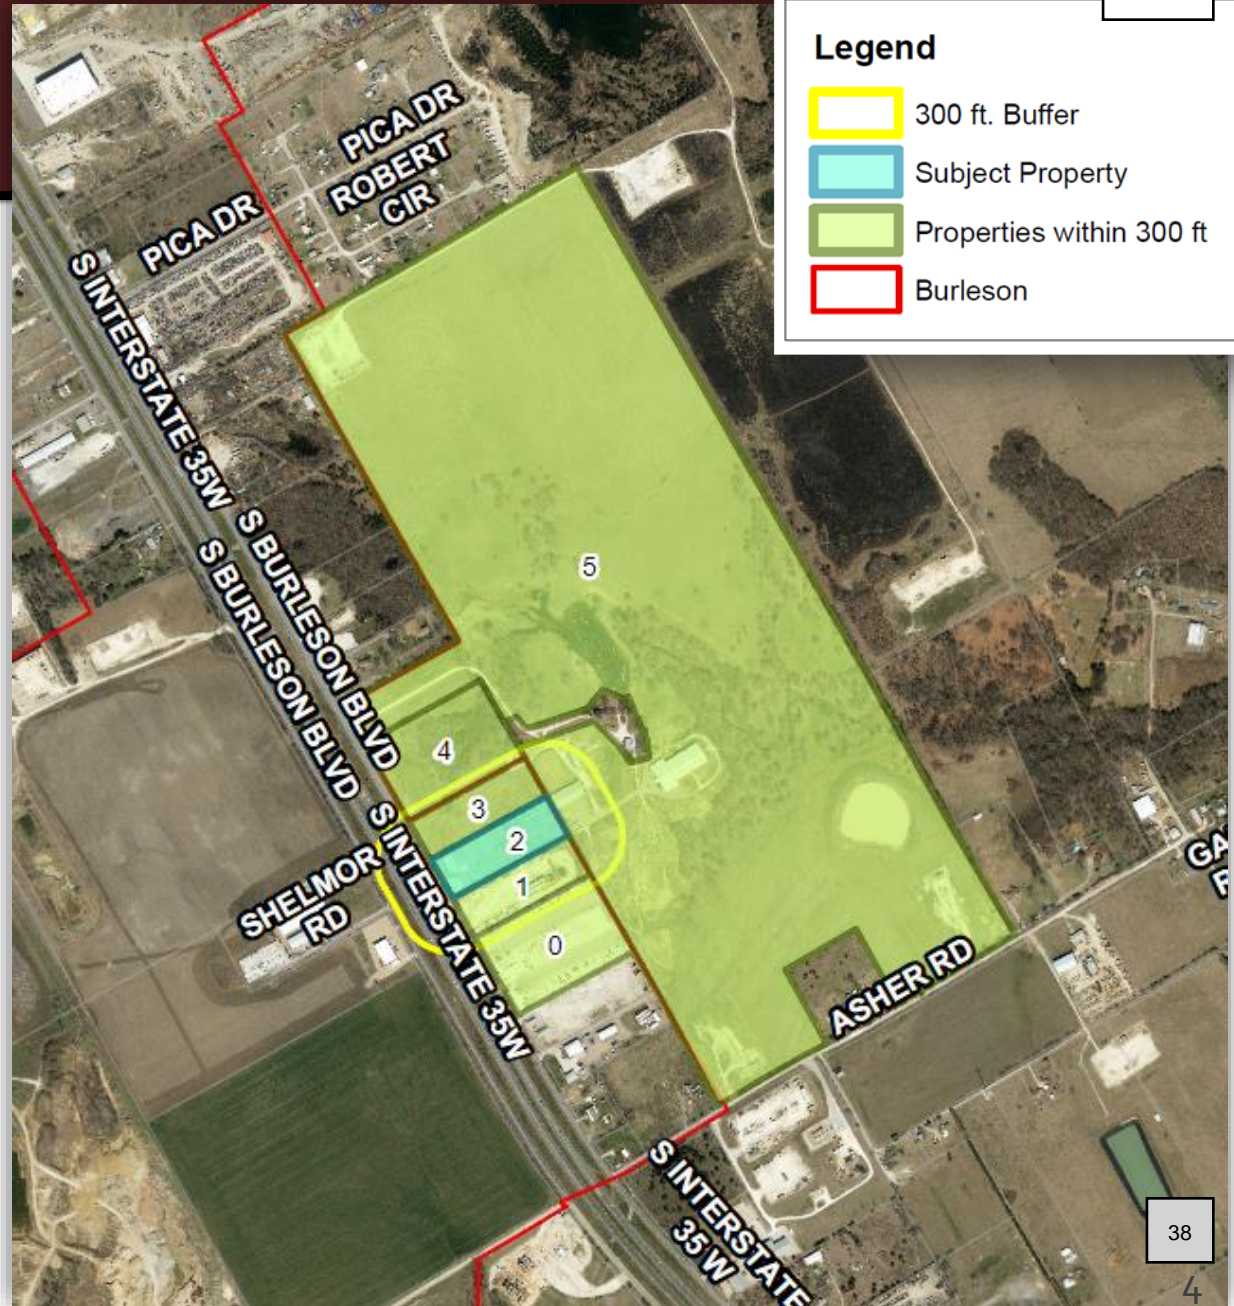 Legend
300 ft. Buffer
Subject Property
Properties within 300 ft
Burleson
PICA DR
ROBERT
CIR
PICA DR
S INTERSTATE 35W
S BURLESON BLVD
S BURLESON BLVD
5
4
3
2
1
0
S INTERSTATE 35W
SHELMOR
RD
ASHER RD
GA
S INTERSTATE
35W
38
4